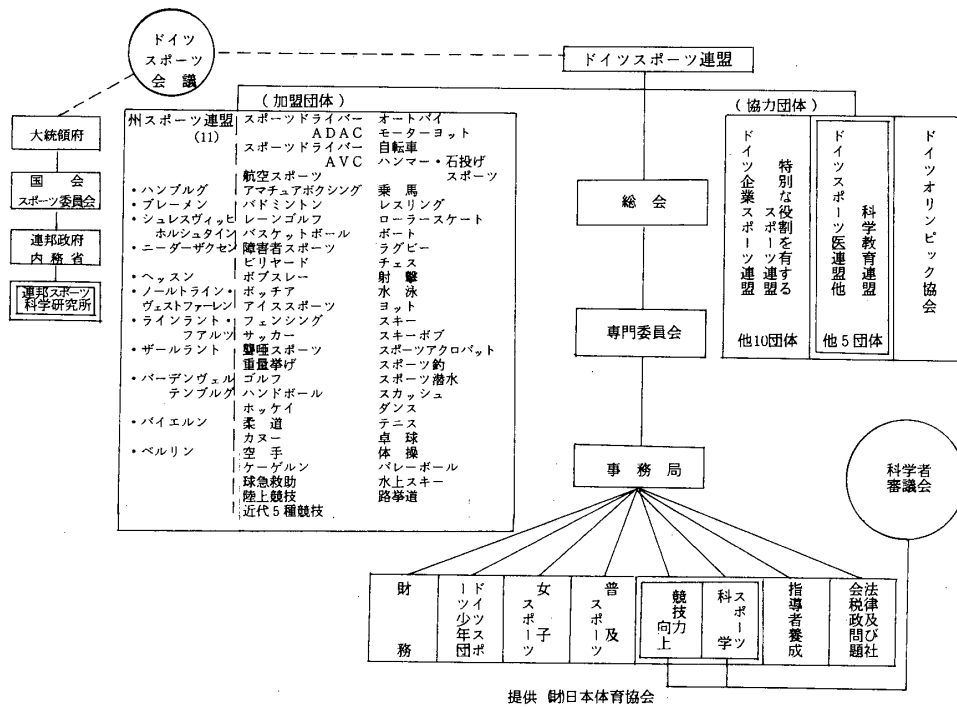 ドイツ
スポーツ
会議
ドイツスポーツ連盟
(加盟団体)
(協力団体)
大統領府
国会
スポーツ委員会
連邦政府
内務省
連邦スポーツ
科学研究所
州スポーツ連盟
(11)
・ハンブルグ
・ブレーメン
・シュレスヴィッヒ
ホルシュタイン
・ニーダーザクセン
・ヘッスン
・ノールトライン・
ヴェストファーレン
・ラインラント・
ファルツ
・ザールラント
・バーデンヴェル
テンブルグ
・バイエルン
・ベルリン
スポーツドライバー
ADAC
スポーツドライバー
AVC
航空スポーツ
アマチュアボクシング
バドミントン
レーンゴルフ
バスケットボール
障害者スポーツ
ビリヤード
ボブスレー
ボッチア
アイススポーツ
フェンシング
サッカー
聾唖スポーツ
重量挙げ
ゴルフ
ハンドボール
ホッケイ
柔道
カヌー
空手
ケーゲルン
球急救助
陸上競技
近代5種競技
オートバイ
モーターヨット
自転車
ハンマー・石投げ
スポーツ
乗馬
レスリング
ローラースケート
ボート
ラグビー
チェス
射撃
水泳
ヨット
スキー
スキーボブ
スポーツアクロバット
スポーツ釣
スポーツ潜水
スカッシュ
ダンス
テニス
卓球
体操
バレーボール
水上スキー
路挙道
総会
専門委員会
事務局
特別な役割を有する
スポーツ連盟
ドイツ企業スポーツ連盟
他10団体
科学教育連盟
ドイツスポーツ医連盟他
他5団体
ドイツオリンピック協会
科学者
審議会
財務
ドイツスポ
ーツ少年団
女子
スポーツ
普及
スポーツ
競技力
向上
スポーツ
科学
指導者養成
法律及び社
会税政問題
提供 (財)日本体育協会